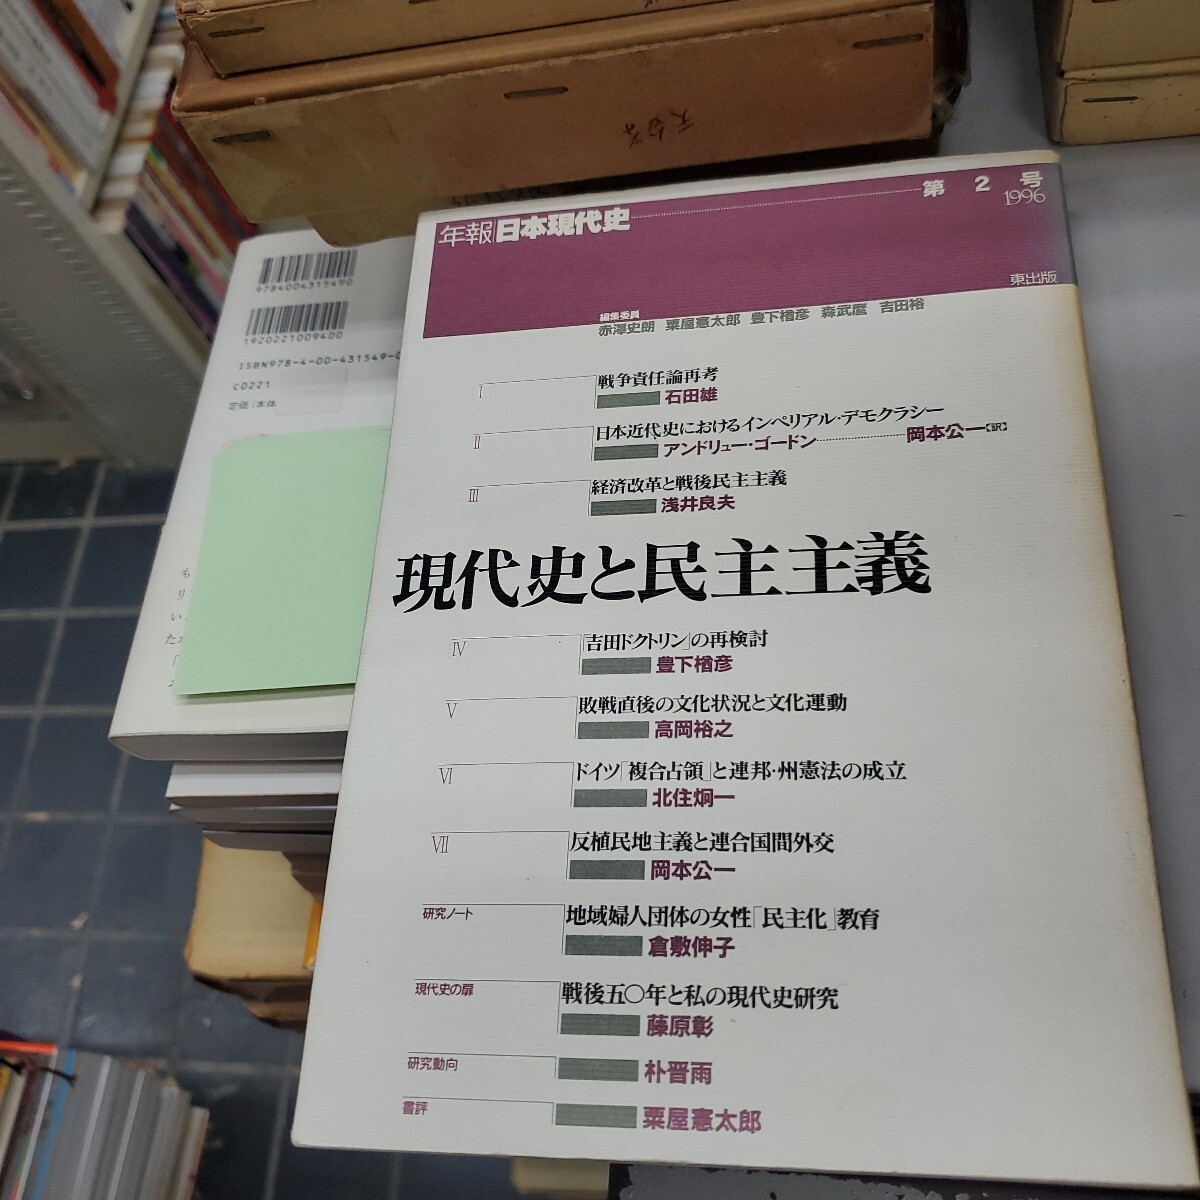 天台学
年報 日本現代史 第2号
1996
東出版
編集委員
赤澤史朗 粟屋憲太郎 豊下楢彦 森武麿 吉田裕
I 戦争責任論再考
石田雄
II 日本近代史におけるインペリアル・デモクラシー
アンドリュー・ゴードン 岡本公一【訳】
III 経済改革と戦後民主主義
浅井良夫
現代史と民主主義
IV 「吉田ドクトリン」の再検討
豊下楢彦
V 敗戦直後の文化状況と文化運動
高岡裕之
VI ドイツ「複合占領」と連邦・州憲法の成立
北住炯一
VII 反植民地主義と連合国間外交
岡本公一
研究ノート 地域婦人団体の女性「民主化」教育
倉敷伸子
現代史の扉 戦後五〇年と私の現代史研究
藤原彰
研究動向 朴晋雨
書評 粟屋憲太郎
9784004315490
1920221009400
ISBN978-4-00-431549-0
C0221
定価(本体